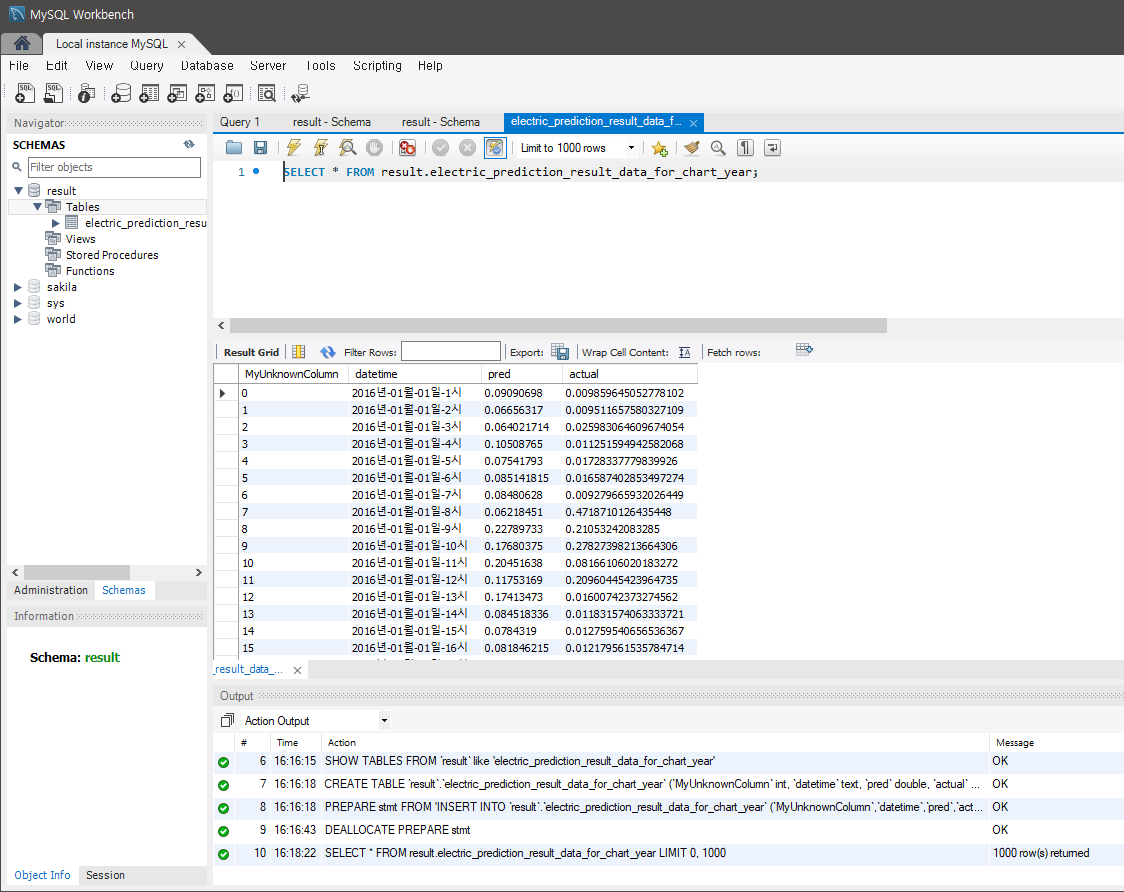 MySQL Workbench
Local instance MySQL
File Edit View Query Database Server Tools Scripting Help
Navigator
SCHEMAS
Filter objects
result
Tables
electric_prediction_resu
Views
Stored Procedures
Functions
sakila
sys
world
Administration Schemas
Information
Schema: result
Object Info Session
Query 1 result - Schema result - Schema electric_prediction_result_data_f...
Limit to 1000 rows
1 SELECT * FROM result.electric_prediction_result_data_for_chart_year;
Result Grid Filter Rows: Export: Wrap Cell Content: Fetch rows:
MyUnknownColumn datetime pred actual
0 2016년-01월-01일-1시 0.09090698 0.009859645052778102
1 2016년-01월-01일-2시 0.06656317 0.009511657580327109
2 2016년-01월-01일-3시 0.064021714 0.025983064609674054
3 2016년-01월-01일-4시 0.10508765 0.011251594942582068
4 2016년-01월-01일-5시 0.07541793 0.01728337779839926
5 2016년-01월-01일-6시 0.085141815 0.016587402853497274
6 2016년-01월-01일-7시 0.08480628 0.009279665932026449
7 2016년-01월-01일-8시 0.06218451 0.4718710126435448
8 2016년-01월-01일-9시 0.22789733 0.21053242083285
9 2016년-01월-01일-10시 0.17680375 0.27827398213664306
10 2016년-01월-01일-11시 0.20451638 0.08166106020183272
11 2016년-01월-01일-12시 0.11753169 0.20960445423964735
12 2016년-01월-01일-13시 0.17413473 0.01600742373274562
13 2016년-01월-01일-14시 0.084518336 0.011831574063333721
14 2016년-01월-01일-15시 0.0784319 0.012759540656536367
15 2016년-01월-01일-16시 0.081846215 0.012179561535784714
_result_data_...
Output
Action Output
# Time Action Message
6 16:16:15 SHOW TABLES FROM `result` like 'electric_prediction_result_data_for_chart_year' OK
7 16:16:18 CREATE TABLE `result`.`electric_prediction_result_data_for_chart_year` (`MyUnknownColumn` int, `datetime` text, `pred` double, `actual` ... OK
8 16:16:18 PREPARE stmt FROM 'INSERT INTO `result`.`electric_prediction_result_data_for_chart_year` (`MyUnknownColumn`,`datetime`,`pred`,`act... OK
9 16:16:43 DEALLOCATE PREPARE stmt OK
10 16:18:22 SELECT * FROM result.electric_prediction_result_data_for_chart_year LIMIT 0, 1000 1000 row(s) returned